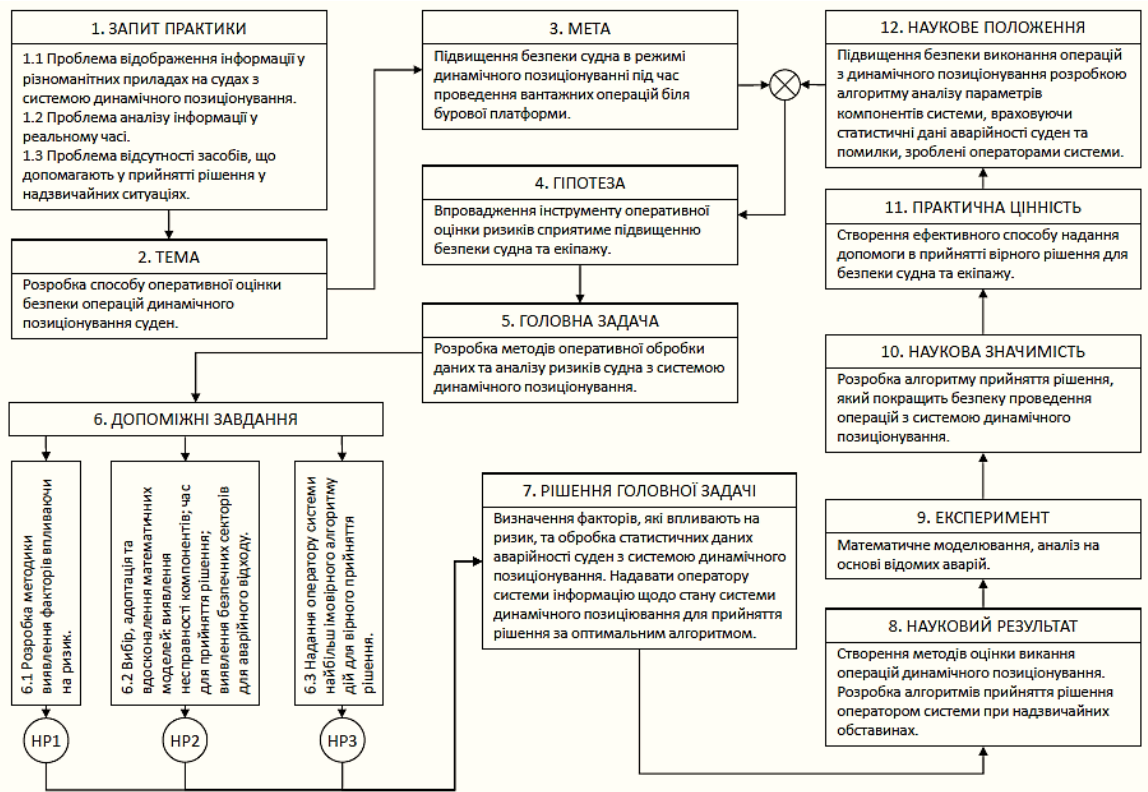 1. ЗАПИТ ПРАКТИКИ
1.1 Проблема відображення інформації у
різноманітних приладах на судах з
системою динамічного позиціонування.
1.2 Проблема аналізу інформації у
реальному часі.
1.3 Проблема відсутності засобів, що
допомагають у прийнятті рішення у
надзвичайних ситуаціях.
2. ТЕМА
Розробка способу оперативної оцінки
безпеки операцій динамічного
позиціонування суден.
3. МЕТА
Підвищення безпеки судна в режимі
динамічного позиціонуванні під час
проведення вантажних операцій біля
бурової платформи.
4. ГІПОТЕЗА
Впровадження інструменту оперативної
оцінки ризиків сприятиме підвищенню
безпеки судна та екіпажу.
5. ГОЛОВНА ЗАДАЧА
Розробка методів оперативної обробки
даних та аналізу ризиків судна з системою
динамічного позиціонування.
6. ДОПОМІЖНІ ЗАВДАННЯ
6.1 Розробка методики
виявлення факторів впливаючи
на ризик.
6.2 Вибір, адоптація та
вдосконалення математичних
моделей: виявлення
несправності компонентів; час
для прийняття рішення;
виявлення безпечних секторів
для аварійного відходу.
6.3 Надання оператору системи
найбільш імовірного алгоритму
дій для вірного прийняття
рішення.
НР1
НР2
НР3
7. РІШЕННЯ ГОЛОВНОЇ ЗАДАЧІ
Визначення факторів, які впливають на
ризик, та обробка статистичних даних
аварійності суден з системою динамічного
позиціонування. Надавати оператору
системи інформацію щодо стану системи
динамічного позиціювання для прийняття
рішення за оптимальним алгоритмом.
8. НАУКОВИЙ РЕЗУЛЬТАТ
Створення методів оцінки викання
операцій динамічного позиціонування.
Розробка алгоритмів прийняття рішення
оператором системи при надзвичайних
обставинах.
9. ЕКСПЕРИМЕНТ
Математичне моделювання, аналіз на
основі відомих аварій.
10. НАУКОВА ЗНАЧИМІСТЬ
Розробка алгоритму прийняття рішення,
який покращить безпеку проведення
операцій з системою динамічного
позиціонування.
11. ПРАКТИЧНА ЦІННІСТЬ
Створення ефективного способу надання
допомоги в прийнятті вірного рішення для
безпеки судна та екіпажу.
12. НАУКОВЕ ПОЛОЖЕННЯ
Підвищення безпеки виконання операцій
з динамічного позиціонування розробкою
алгоритму аналізу параметрів
компонентів системи, враховуючи
статистичні дані аварійності суден та
помилки, зроблені операторами системи.